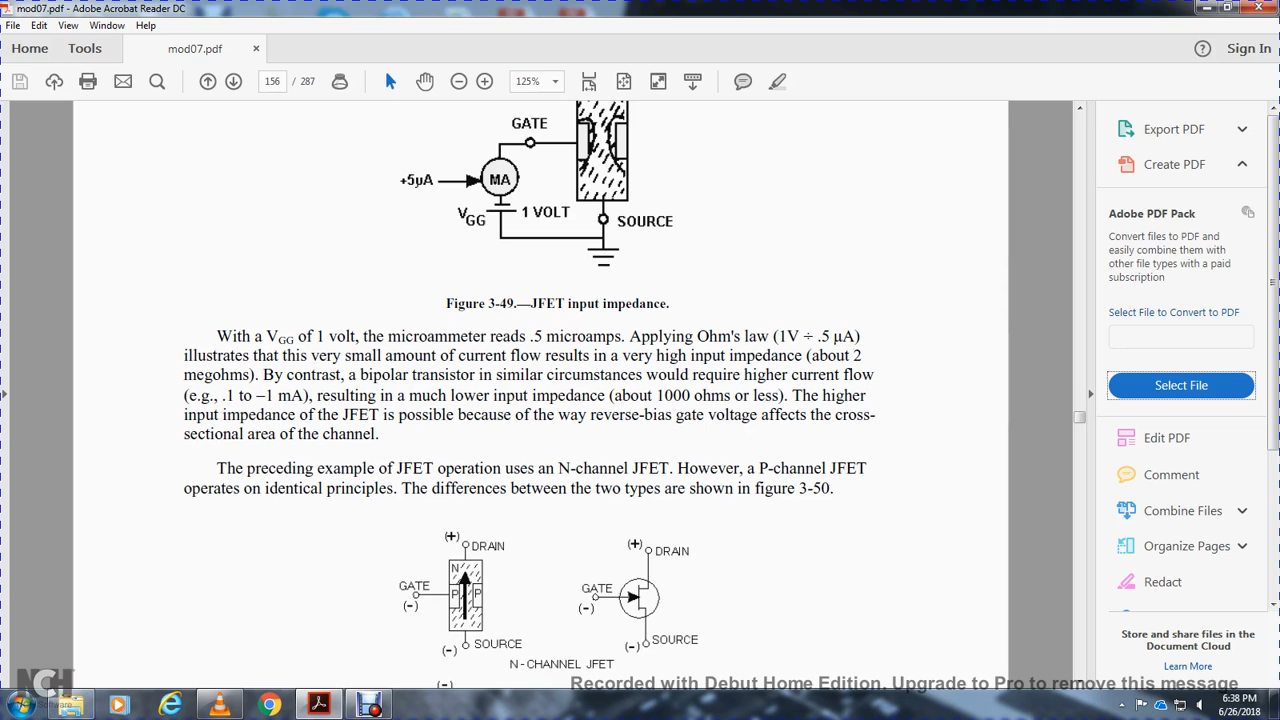 mod07.pdf - Adobe Acrobat Reader DC
File Edit View Window Help
Home Tools mod07.pdf × Sign In
156 / 287 125%
GATE
+5µA MA
VGG 1 VOLT SOURCE
Figure 3-49.—JFET input impedance.
With a VGG of 1 volt, the microammeter reads .5 microamps. Applying Ohm's law (1V ÷ .5 µA)
illustrates that this very small amount of current flow results in a very high input impedance (about 2
megohms). By contrast, a bipolar transistor in similar circumstances would require higher current flow
(e.g., .1 to −1 mA), resulting in a much lower input impedance (about 1000 ohms or less). The higher
input impedance of the JFET is possible because of the way reverse-bias gate voltage affects the cross-
sectional area of the channel.
The preceding example of JFET operation uses an N-channel JFET. However, a P-channel JFET
operates on identical principles. The differences between the two types are shown in figure 3-50.
(+) DRAIN (+) DRAIN
N
GATE P P GATE
(-) (-)
SOURCE SOURCE
(-) (-)
N-CHANNEL JFET
(-)
Export PDF
Create PDF
Adobe PDF Pack
Convert files to PDF and
easily combine them with
other file types with a paid
subscription
Select File to Convert to PDF
Select File
Edit PDF
Comment
Combine Files
Organize Pages
Redact
Store and share files in the
Document Cloud
Learn More
Recorded with Debut Home Edition. Upgrade to Pro to remove this message
NCH
Software
6:38 PM
6/26/2018